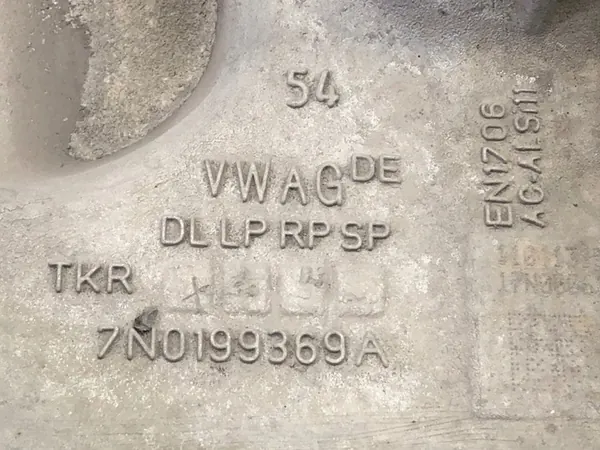 54
VWAG DE
DL LP RP SP
TKR
7N0199369A
EN1706
AC-AlSi11